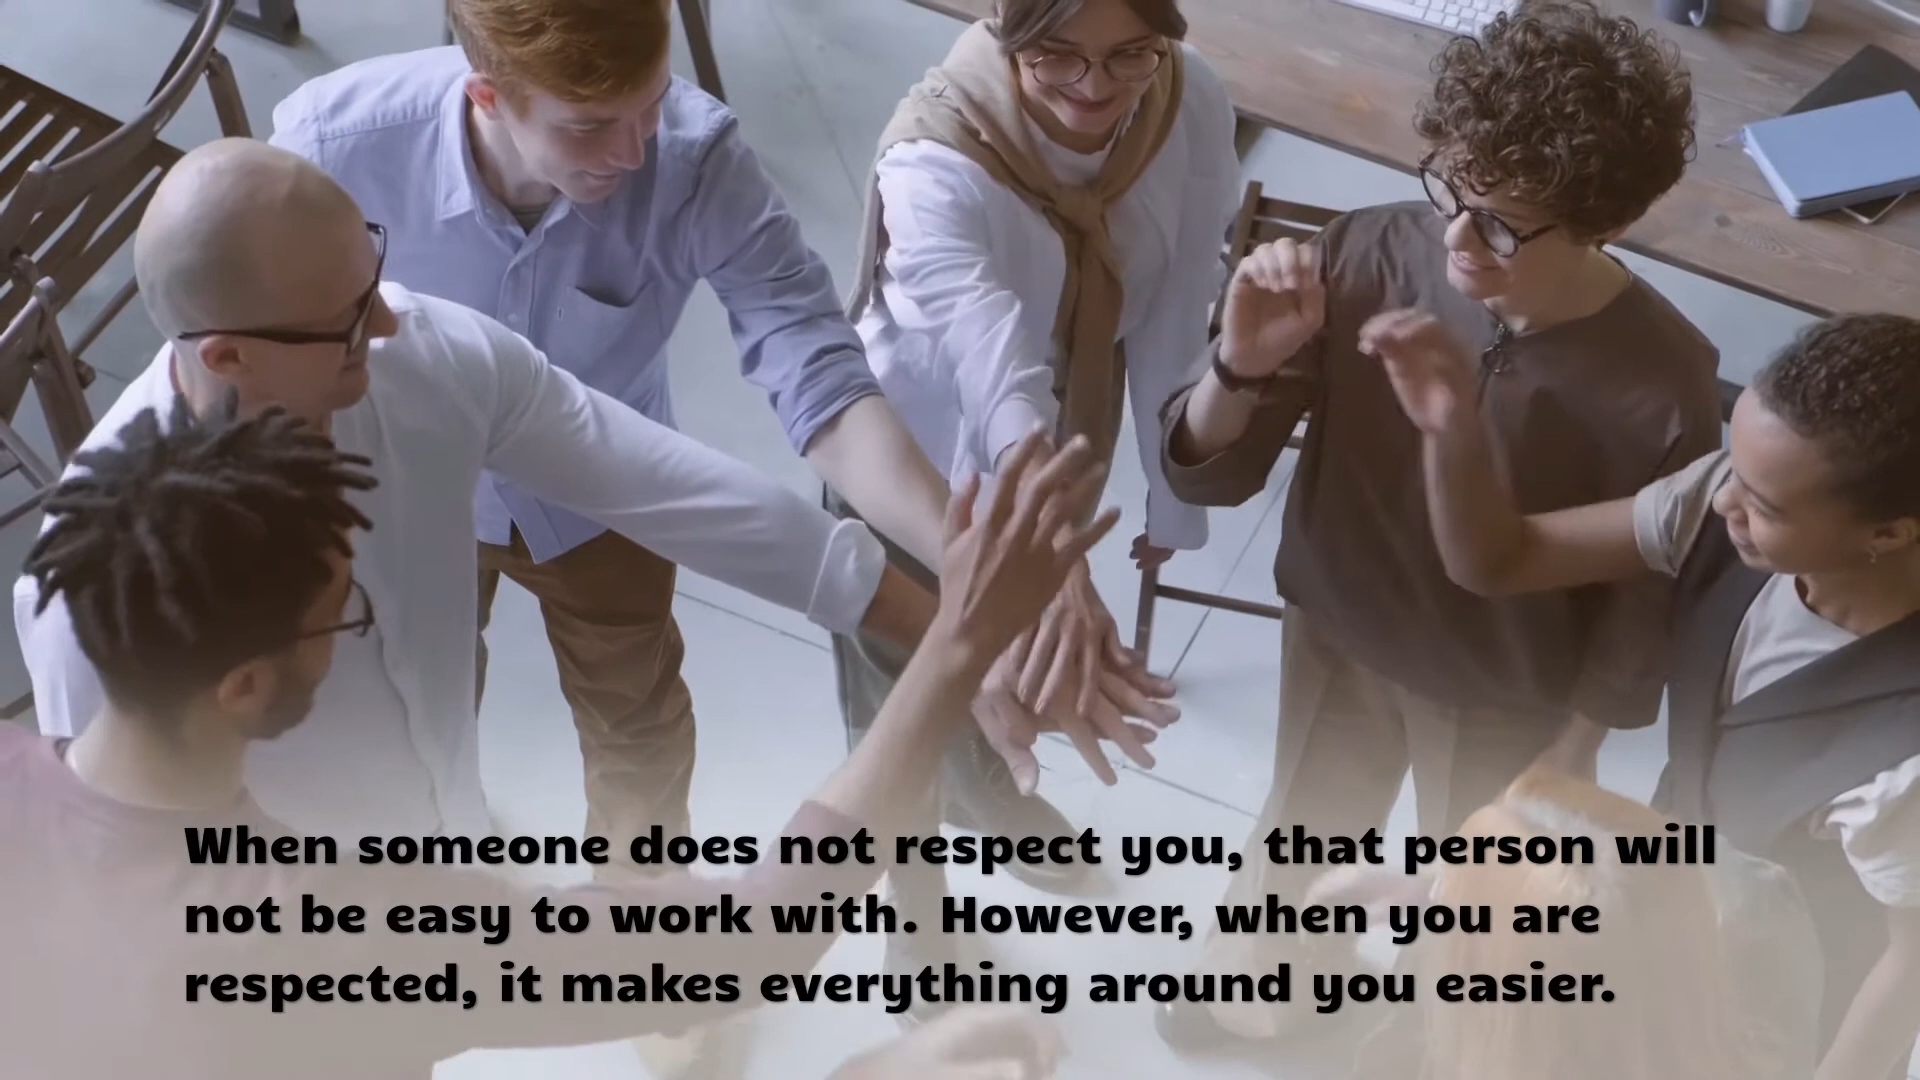 When someone does not respect you, that person will
not be easy to work with. However, when you are
respected, it makes everything around you easier.